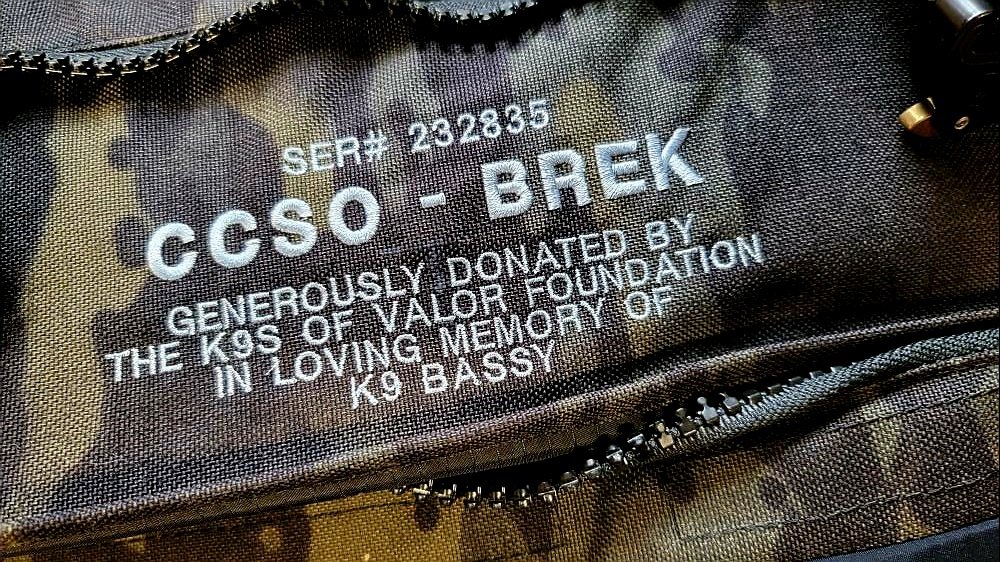 SER# 232835
CCSO - BREK
GENEROUSLY DONATED BY
THE K9S OF VALOR FOUNDATION
IN LOVING MEMORY OF
K9 BASSY